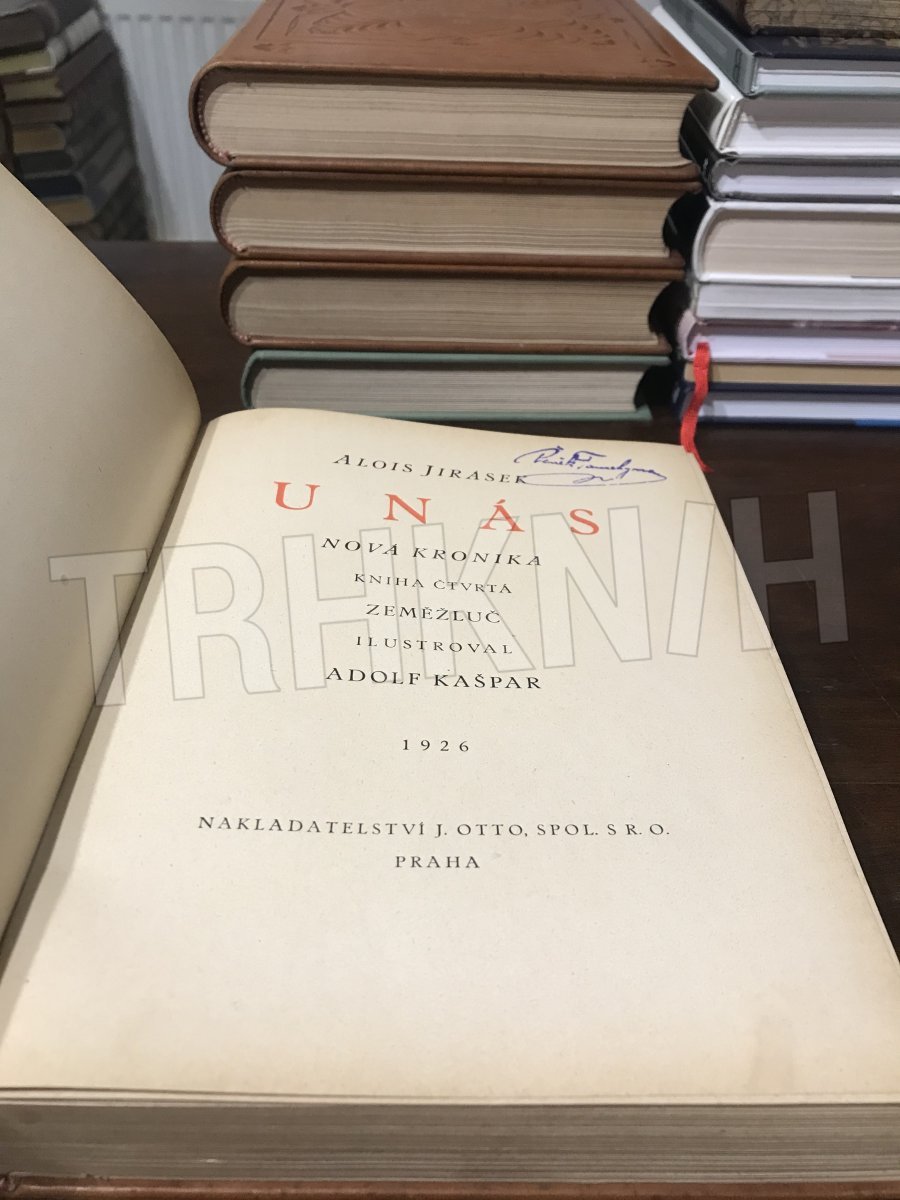 ALOIS JIRÁSEK
U NÁS
NOVÁ KRONIKA
KNIHA ČTVRTÁ
ZEMĚŽLUČ
ILUSTROVAL
ADOLF KAŠPAR
1926
NAKLADATELSTVÍ J. OTTO, SPOL. S R. O.
PRAHA
TRHKNIH